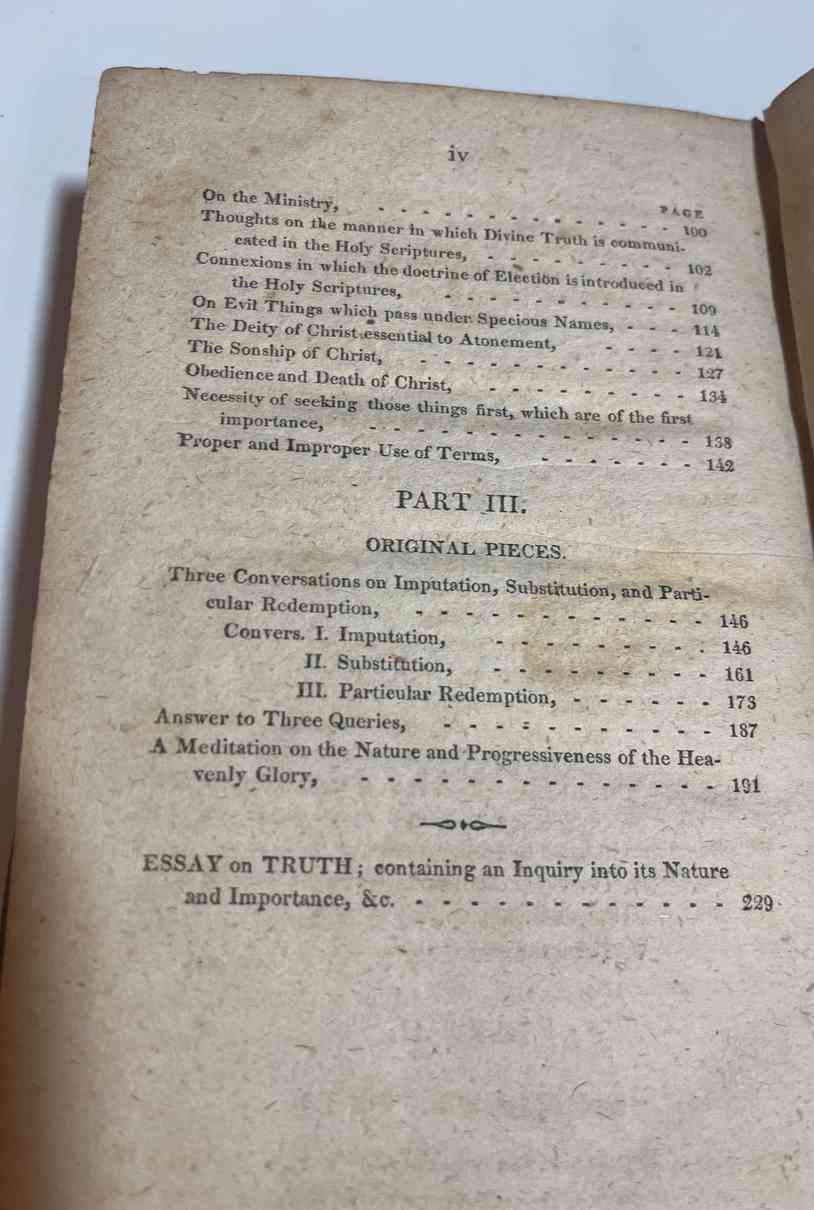 iv
PAGE
On the Ministry, - - - - - - - - - - - - - - 100
Thoughts on the manner in which Divine Truth is communi-
cated in the Holy Scriptures, - - - - - - - - - 102
Connexions in which the doctrine of Election is introduced in
the Holy Scriptures, - - - - - - - - - - - 109
On Evil Things which pass under Specious Names, - - - 114
The Deity of Christ essential to Atonement, - - - - 121
The Sonship of Christ, - - - - - - - - - - - - 127
Obedience and Death of Christ, - - - - - - - - - 134
Necessity of seeking those things first, which are of the first
importance, - - - - - - - - - - - - - - 138
Proper and Improper Use of Terms, - - - - - - - 142
PART III.
ORIGINAL PIECES.
Three Conversations on Imputation, Substitution, and Parti-
cular Redemption, - - - - - - - - - - - - 146
Convers. I. Imputation, - - - - - - - - - 146
II. Substitution, - - - - - - - - - 161
III. Particular Redemption, - - - - - - 173
Answer to Three Queries, - - - - - - - - - - - 187
A Meditation on the Nature and Progressiveness of the Hea-
venly Glory, - - - - - - - - - - - - - - 191
ESSAY on TRUTH; containing an Inquiry into its Nature
and Importance, &c. - - - - - - - - - - - - 229